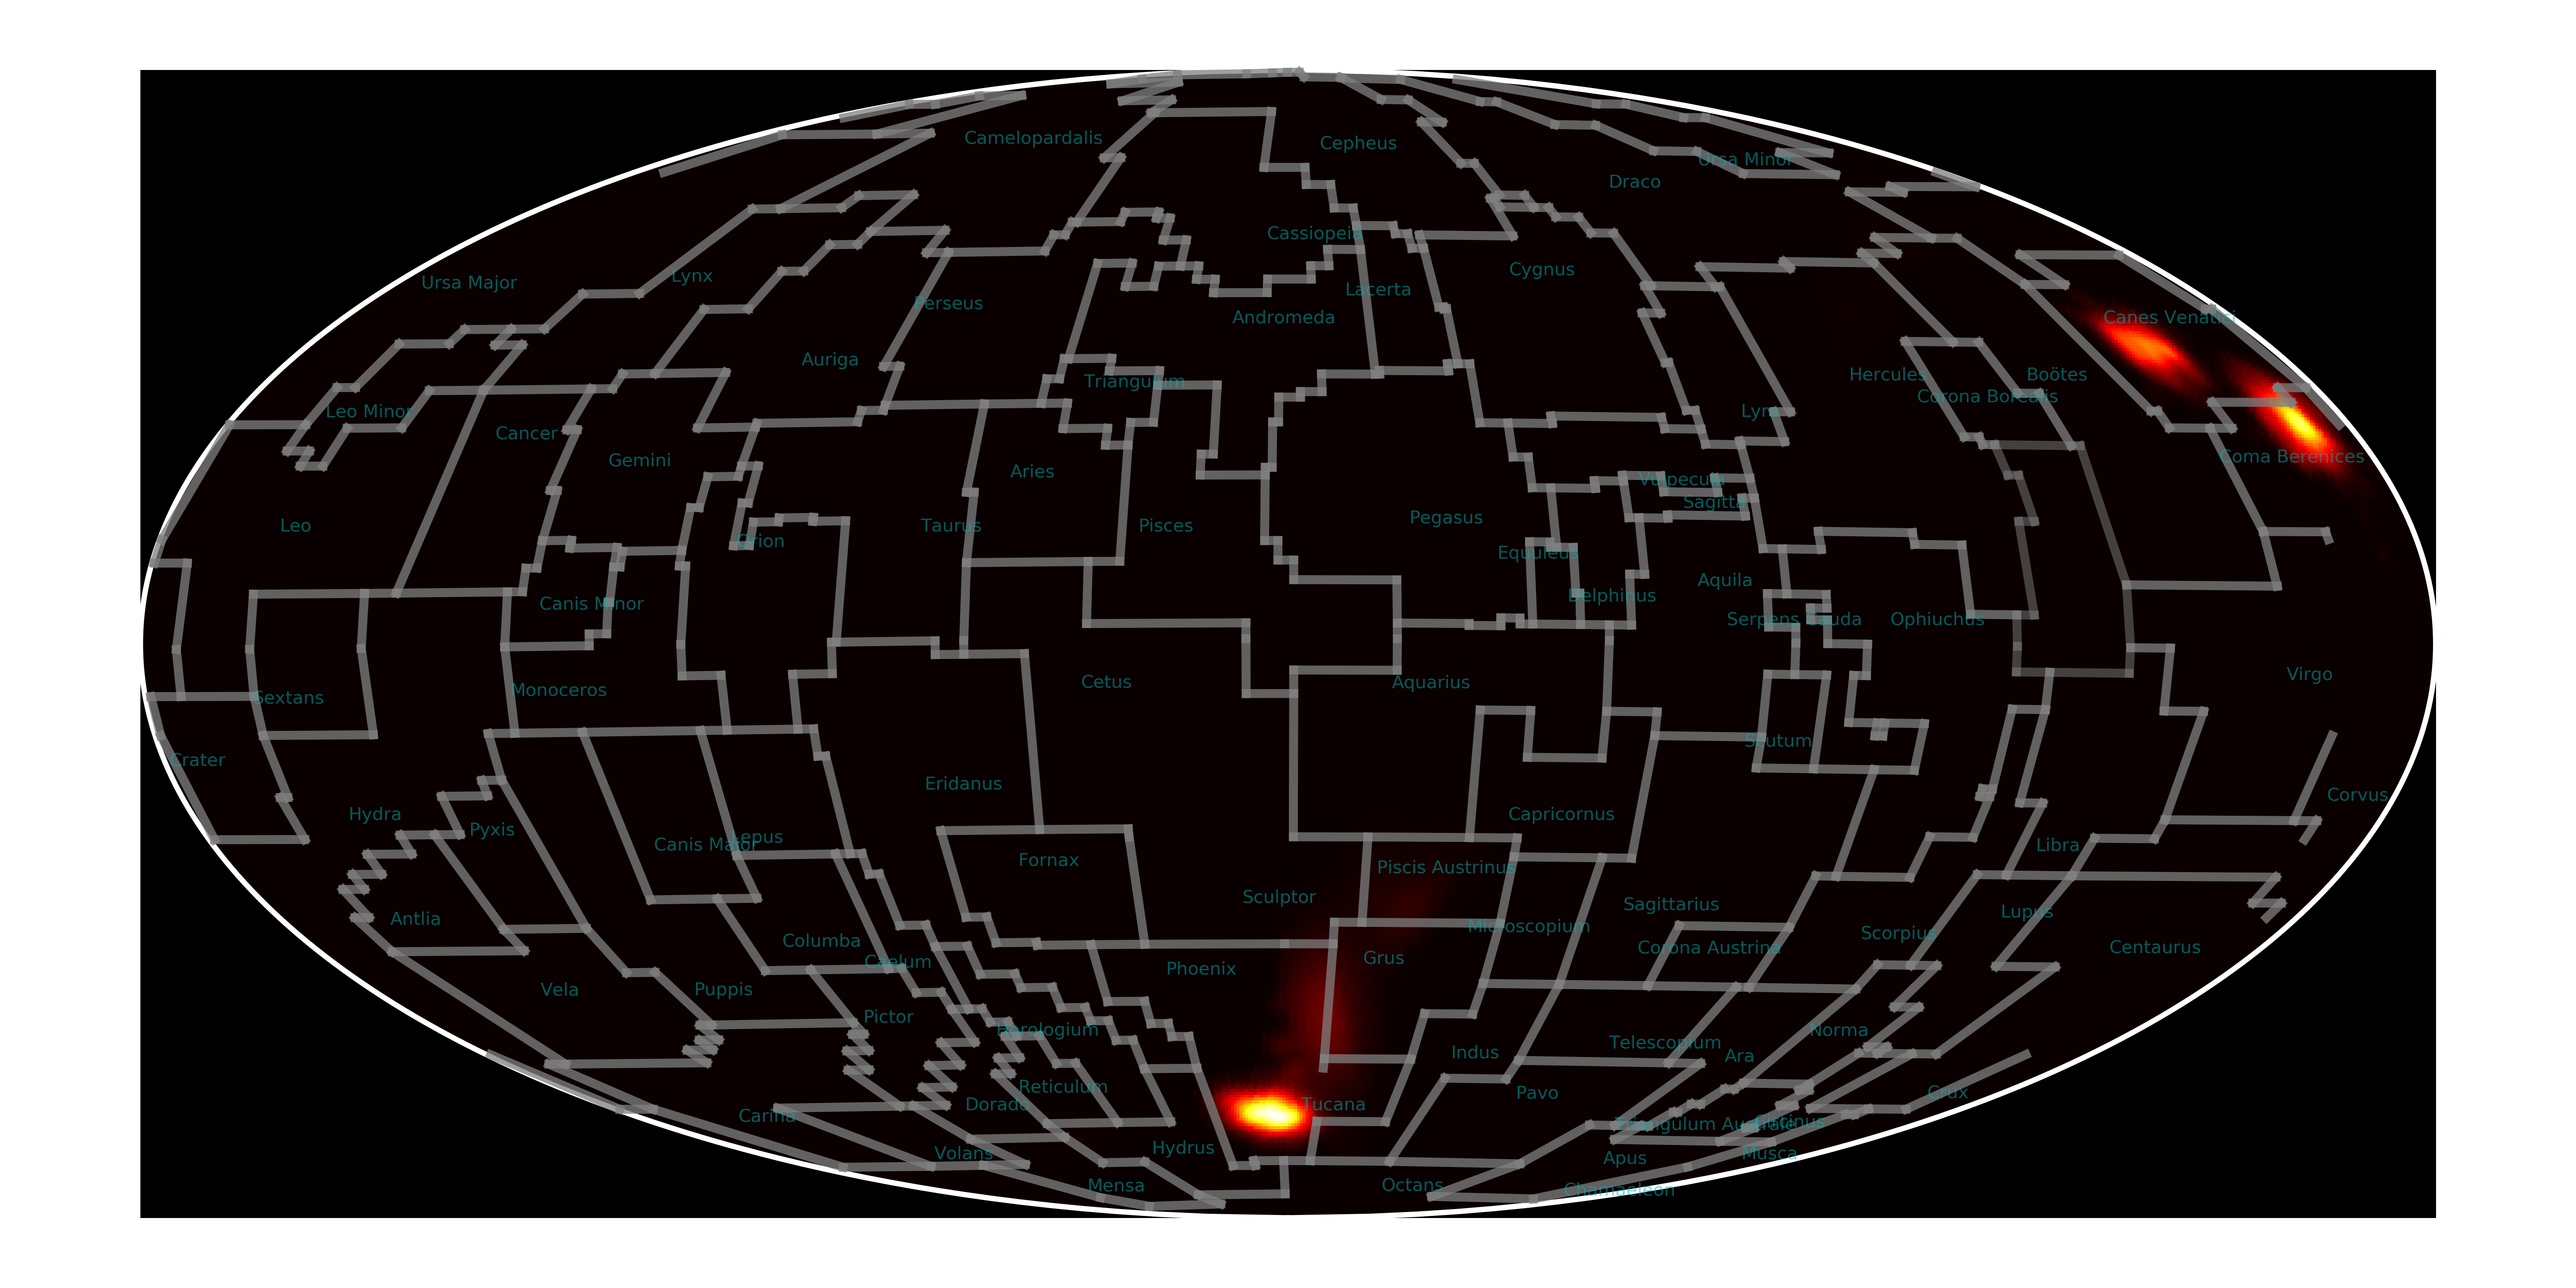 Camelopardalis
Cepheus
Ursa Minor
Draco
Cassiopeia
Cygnus
Lynx
Ursa Major
Lacerta
Perseus
Andromeda
Canes Venatici
Auriga
Hercules
Boötes
Triangulum
Corona Borealis
Leo Minor
Lyra
Cancer
Coma Berenices
Gemini
Aries
Vulpecula
Sagitta
Pegasus
Leo
Taurus
Pisces
Orion
Equuleus
Aquila
Delphinus
Canis Minor
Serpens Cauda
Ophiuchus
Virgo
Cetus
Aquarius
Monoceros
Sextans
Scutum
Crater
Eridanus
Corvus
Hydra
Capricornus
Pyxis
Lepus
Canis Major
Libra
Fornax
Piscis Austrinus
Sculptor
Sagittarius
Lupus
Antlia
Microscopium
Scorpius
Columba
Corona Austrina
Centaurus
Grus
Caelum
Phoenix
Vela
Puppis
Pictor
Horologium
Norma
Telescopium
Indus
Ara
Reticulum
Pavo
Crux
Dorado
Tucana
Carina
Circinus
Triangulum Australe
Hydrus
Volans
Musca
Apus
Mensa
Octans
Chamaeleon